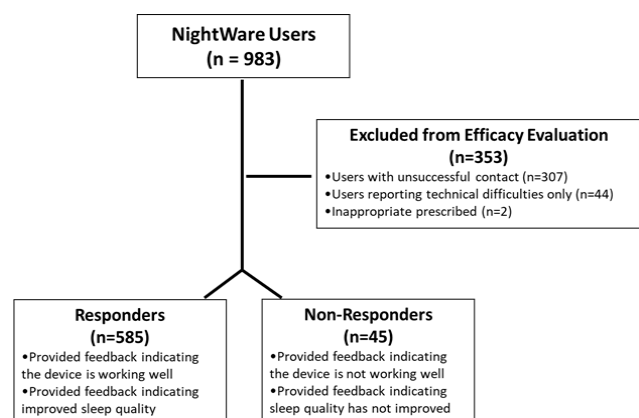 NightWare Users
(n = 983)
Excluded from Efficacy Evaluation
(n=353)
•Users with unsuccessful contact (n=307)
•Users reporting technical difficulties only (n=44)
•Inappropriate prescribed (n=2)
Responders
(n=585)
•Provided feedback indicating
the device is working well
•Provided feedback indicating
improved sleep quality
Non-Responders
(n=45)
•Provided feedback indicating
the device is not working well
•Provided feedback indicating
sleep quality has not improved